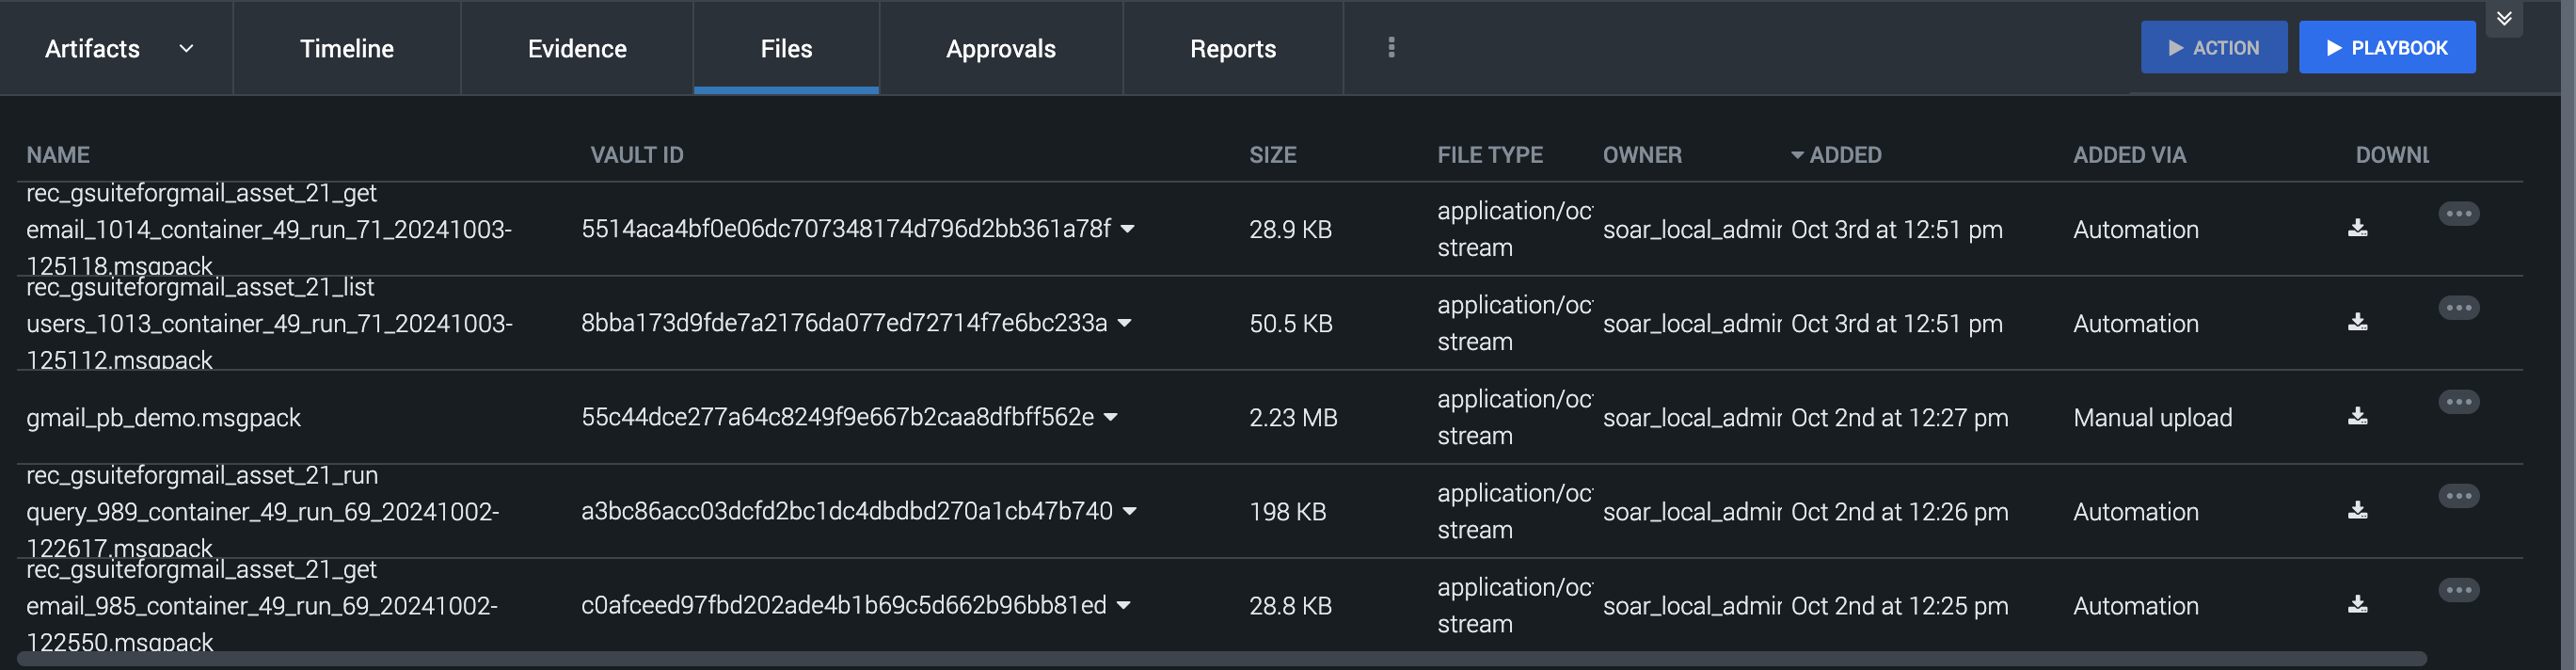 Artifacts Timeline Evidence Files Approvals Reports ACTION PLAYBOOK
NAME VAULT ID SIZE FILE TYPE OWNER ADDED ADDED VIA DOWNL
rec_gsuiteforgmail_asset_21_get
email_1014_container_49_run_71_20241003-
125118.msgpack
5514aca4bf0e06dc707348174d796d2bb361a78f
28.9 KB
application/oc
stream
soar_local_admin
Oct 3rd at 12:51 pm
Automation
rec_gsuiteforgmail_asset_21_list
users_1013_container_49_run_71_20241003-
125112.msgpack
8bba173d9fde7a2176da077ed72714f7e6bc233a
50.5 KB
application/oc
stream
soar_local_admin
Oct 3rd at 12:51 pm
Automation
gmail_pb_demo.msgpack
55c44dce277a64c8249f9e667b2caa8dfbff562e
2.23 MB
application/oc
stream
soar_local_admin
Oct 2nd at 12:27 pm
Manual upload
rec_gsuiteforgmail_asset_21_run
query_989_container_49_run_69_20241002-
122617.msgpack
a3bc86acc03dcfd2bc1dc4dbdbd270a1cb47b740
198 KB
application/oc
stream
soar_local_admin
Oct 2nd at 12:26 pm
Automation
rec_gsuiteforgmail_asset_21_get
email_985_container_49_run_69_20241002-
122550.msgpack
c0afceed97fbd202ade4b1b69c5d662b96bb81ed
28.8 KB
application/oc
stream
soar_local_admin
Oct 2nd at 12:25 pm
Automation